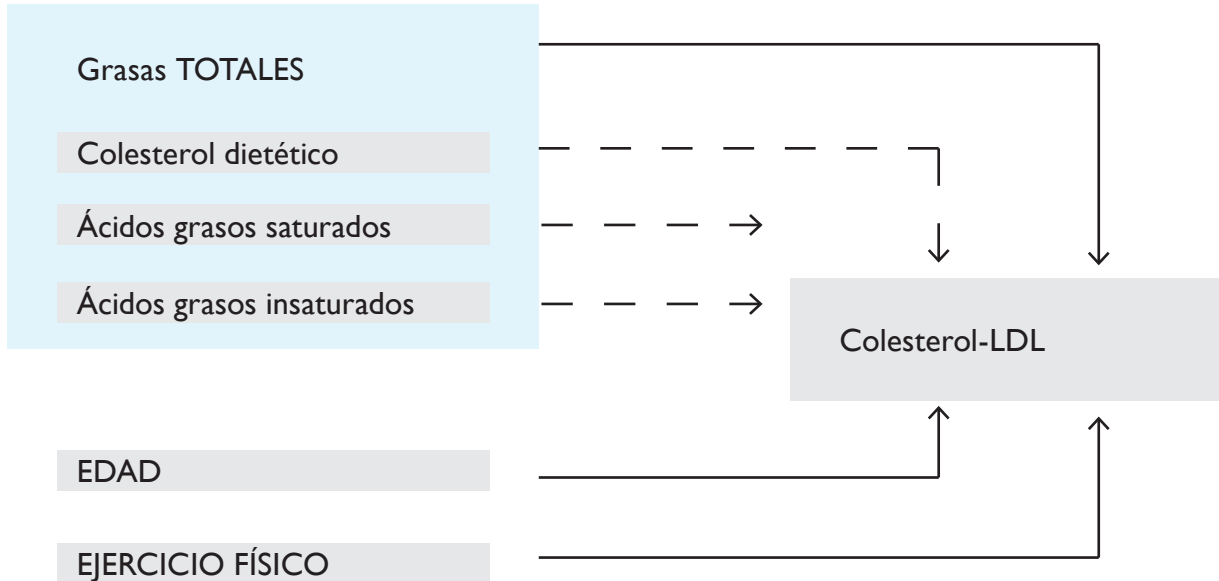 Grasas TOTALES
Colesterol dietético
Ácidos grasos saturados
Ácidos grasos insaturados
Colesterol-LDL
EDAD
EJERCICIO FÍSICO